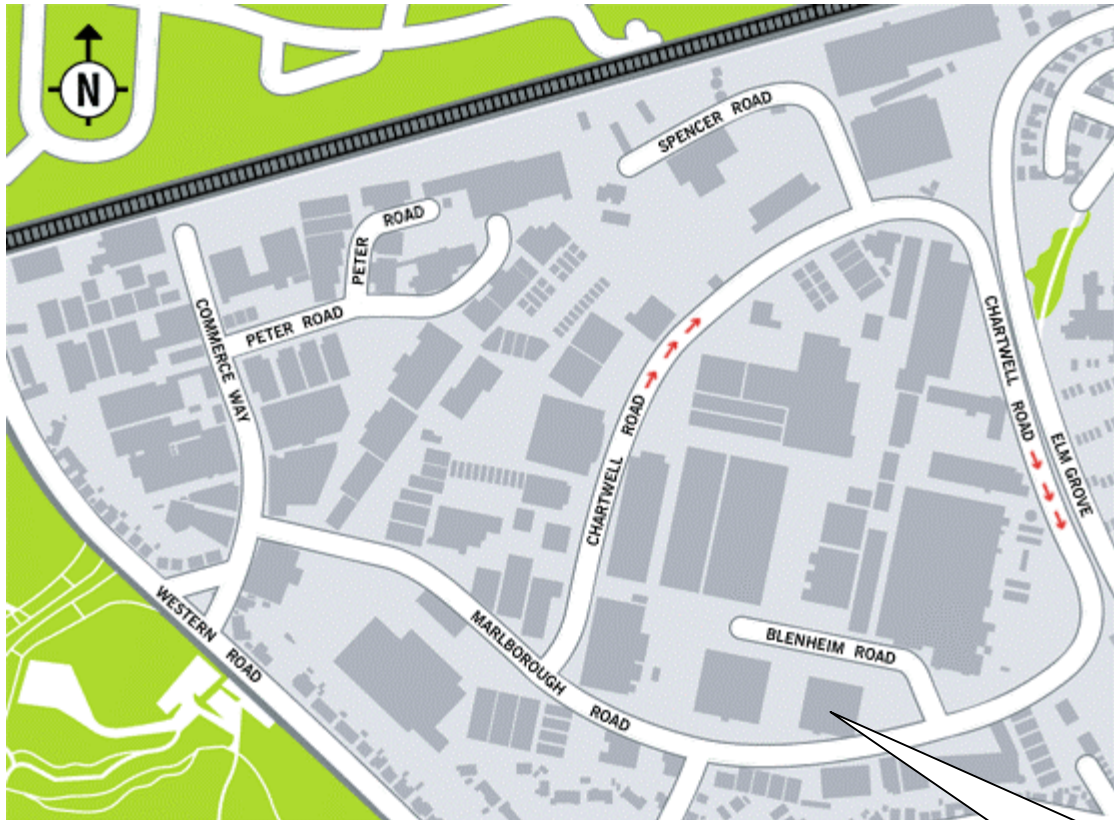 N
SPENCER ROAD
PETER ROAD
PETER ROAD
COMMERCE WAY
CHARTWELL ROAD
CHARTWELL ROAD
ELM GROVE
WESTERN ROAD
MARLBOROUGH ROAD
BLENHEIM ROAD